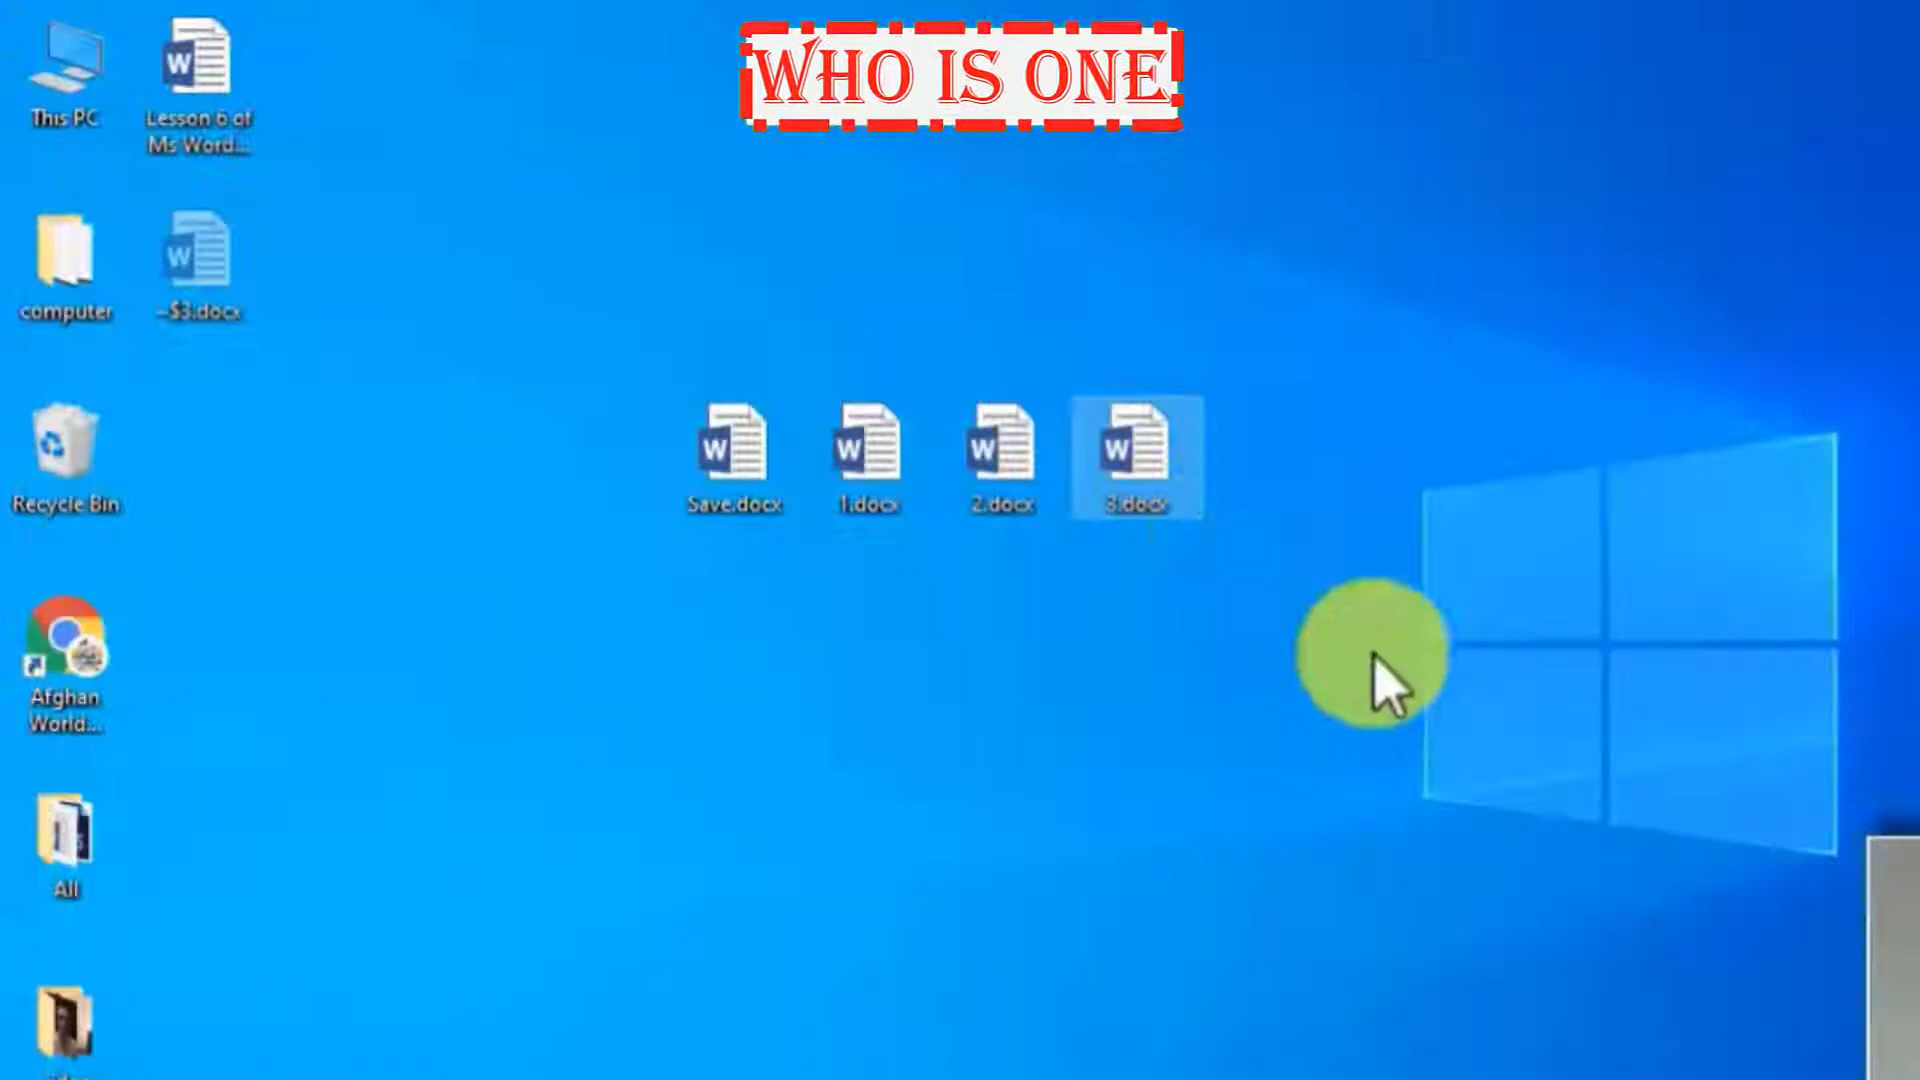 WHO IS ONE
This PC
Lesson 6 of
Ms Word...
computer
~$3.docx
Save.docx
1.docx
2.docx
3.docx
Recycle Bin
Afghan
World...
All